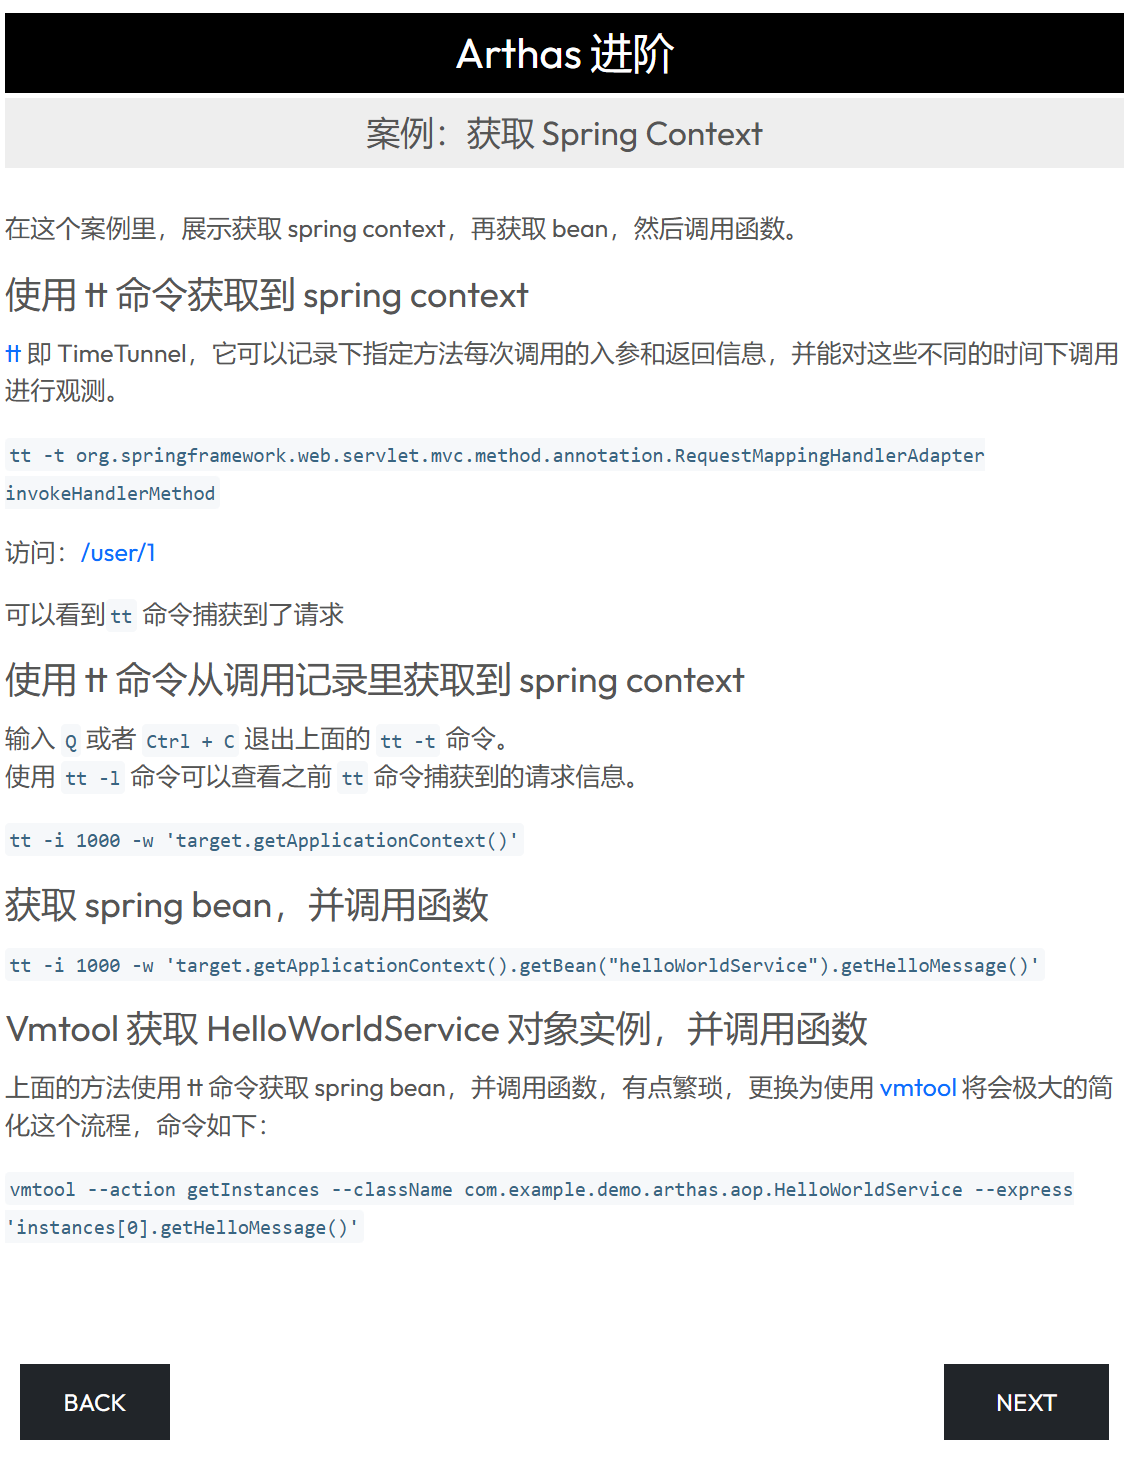 Arthas 进阶
案例：获取 Spring Context
在这个案例里，展示获取 spring context，再获取 bean，然后调用函数。
使用 tt 命令获取到 spring context
tt 即 TimeTunnel，它可以记录下指定方法每次调用的入参和返回信息，并能对这些不同的时间下调用
进行观测。
tt -t org.springframework.web.servlet.mvc.method.annotation.RequestMappingHandlerAdapter
invokeHandlerMethod
访问：/user/1
可以看到 tt 命令捕获到了请求
使用 tt 命令从调用记录里获取到 spring context
输入 Q 或者 Ctrl + C 退出上面的 tt -t 命令。
使用 tt -l 命令可以查看之前 tt 命令捕获到的请求信息。
tt -i 1000 -w 'target.getApplicationContext()'
获取 spring bean，并调用函数
tt -i 1000 -w 'target.getApplicationContext().getBean("helloWorldService").getHelloMessage()'
Vmtool 获取 HelloWorldService 对象实例，并调用函数
上面的方法使用 tt 命令获取 spring bean，并调用函数，有点繁琐，更换为使用 vmtool 将会极大的简
化这个流程，命令如下：
vmtool --action getInstances --className com.example.demo.arthas.aop.HelloWorldService --express
'instances[0].getHelloMessage()'
BACK
NEXT